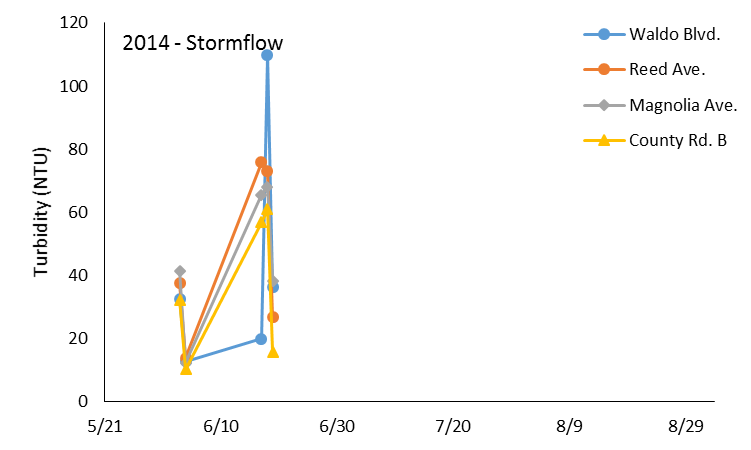 2014 - Stormflow
Waldo Blvd.
Reed Ave.
Magnolia Ave.
County Rd. B
Turbidity (NTU)
120
100
80
60
40
20
0
5/21 6/10 6/30 7/20 8/9 8/29